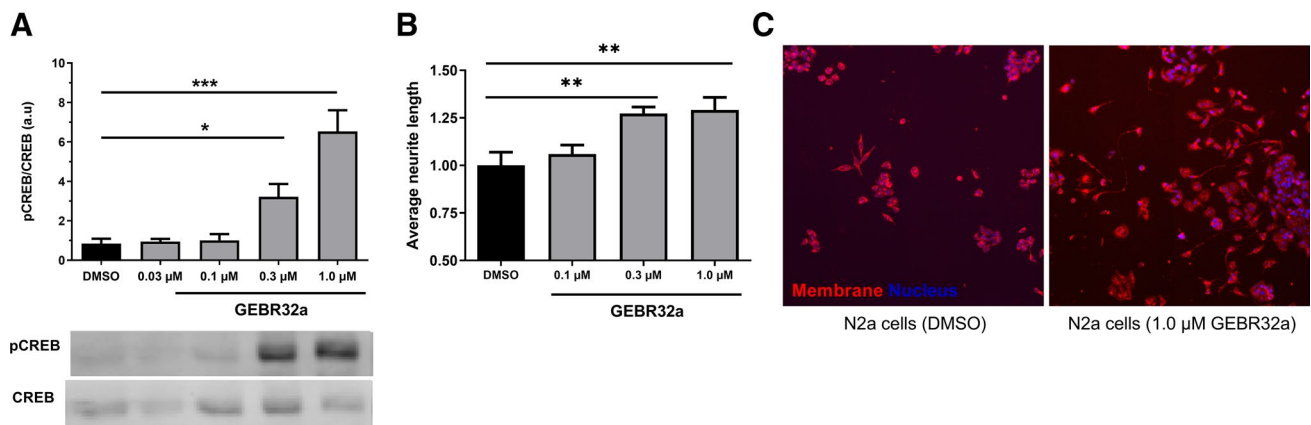 A
pCREB/CREB (a.u)
10
8
6
4
2
0
***
*
DMSO 0.03 µM 0.1 µM 0.3 µM 1.0 µM
GEBR32a
pCREB
CREB
B
Average neurite length
1.50
1.25
1.00
0.75
0.50
**
**
DMSO 0.1 µM 0.3 µM 1.0 µM
GEBR32a
C
Membrane Nucleus
N2a cells (DMSO)
N2a cells (1.0 µM GEBR32a)